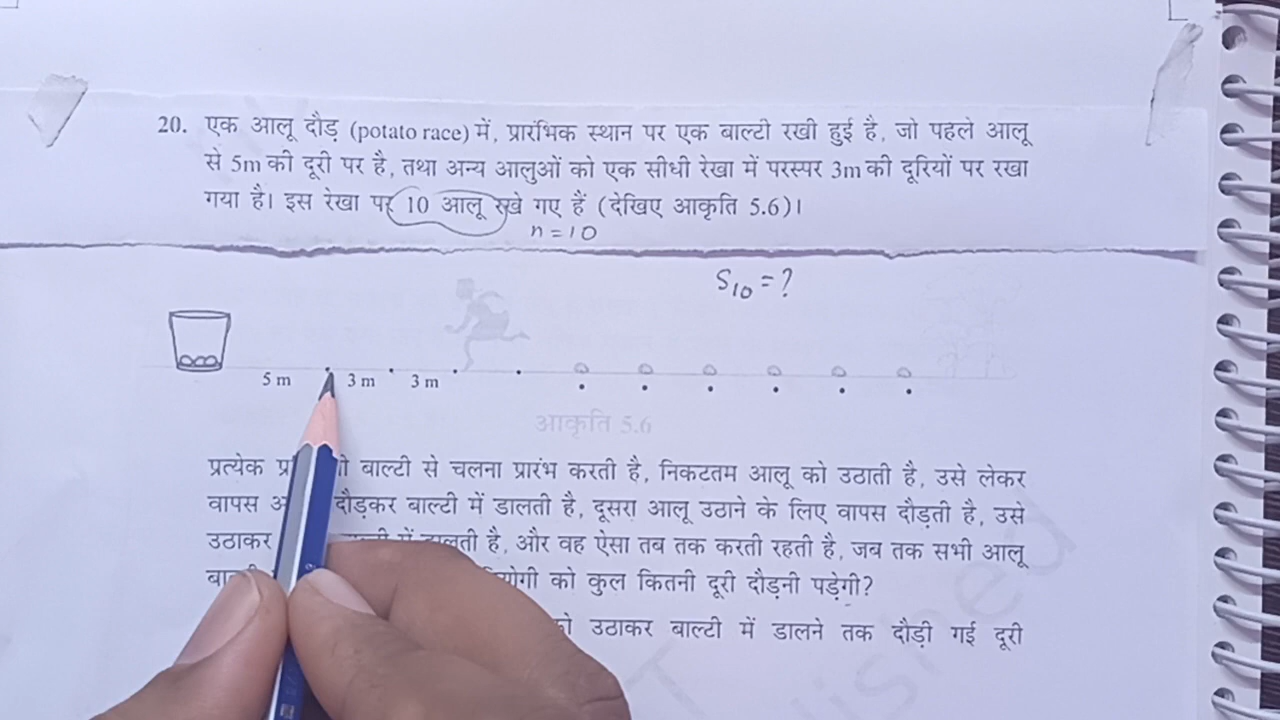 20. एक आलू दौड़ (potato race) में, प्रारंभिक स्थान पर एक बाल्टी रखी हुई है, जो पहले आलू
से 5m की दूरी पर है, तथा अन्य आलुओं को एक सीधी रेखा में परस्पर 3m की दूरियों पर रखा
गया है। इस रेखा पर 10 आलू रखे गए हैं (देखिए आकृति 5.6)।
n = 10
S10 = ?
5 m 3 m 3 m
आकृति 5.6
प्रत्येक बाल्टी से चलना प्रारंभ करती है, निकटतम आलू को उठाती है, उसे लेकर
वापस दौड़कर बाल्टी में डालती है, दूसरा आलू उठाने के लिए वापस दौड़ती है, उसे
उठाकर में डालती है, और वह ऐसा तब तक करती रहती है, जब तक सभी आलू
को कुल कितनी दूरी दौड़नी पड़ेगी?
को उठाकर बाल्टी में डालने तक दौड़ी गई दूरी